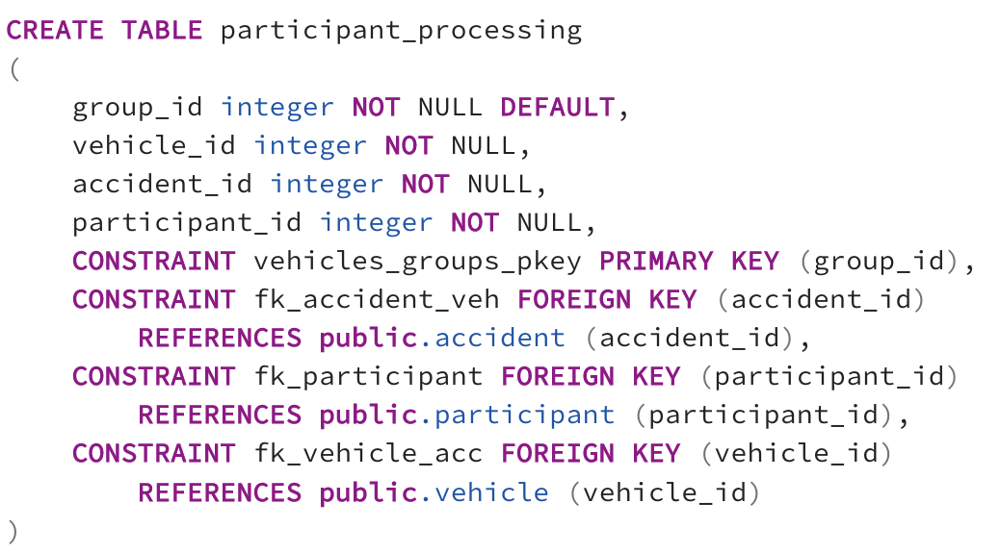 CREATE TABLE participant_processing
(
    group_id integer NOT NULL DEFAULT,
    vehicle_id integer NOT NULL,
    accident_id integer NOT NULL,
    participant_id integer NOT NULL,
    CONSTRAINT vehicles_groups_pkey PRIMARY KEY (group_id),
    CONSTRAINT fk_accident_veh FOREIGN KEY (accident_id)
        REFERENCES public.accident (accident_id),
    CONSTRAINT fk_participant FOREIGN KEY (participant_id)
        REFERENCES public.participant (participant_id),
    CONSTRAINT fk_vehicle_acc FOREIGN KEY (vehicle_id)
        REFERENCES public.vehicle (vehicle_id)
)